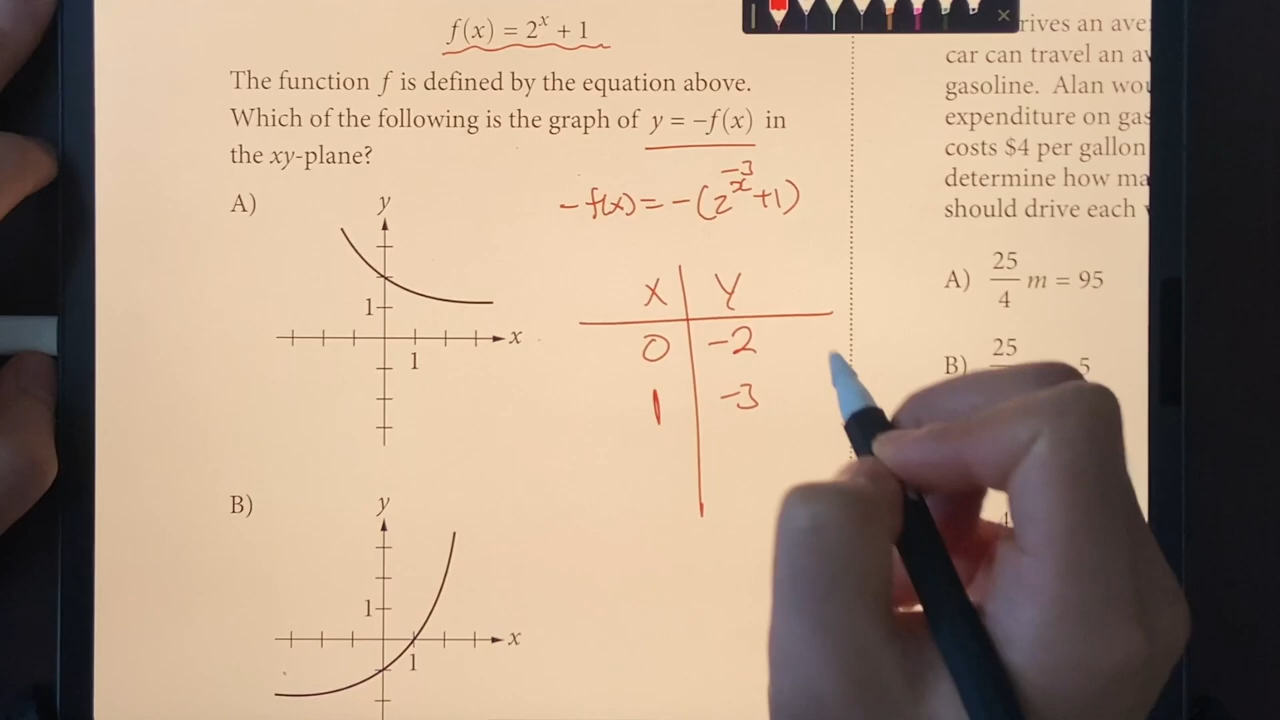 f(x) = 2^x + 1
The function f is defined by the equation above.
Which of the following is the graph of y = −f(x) in
the xy-plane?
−f(x) = −(2^x + 1)
−3
A)
y
1
x
1
X Y
0 −2
1 −3
B)
y
1
x
1
rives an ave
car can travel an av
gasoline. Alan wou
expenditure on gas
costs $4 per gallon
determine how ma
should drive each
A) 25/4 m = 95
B) 25
5
4